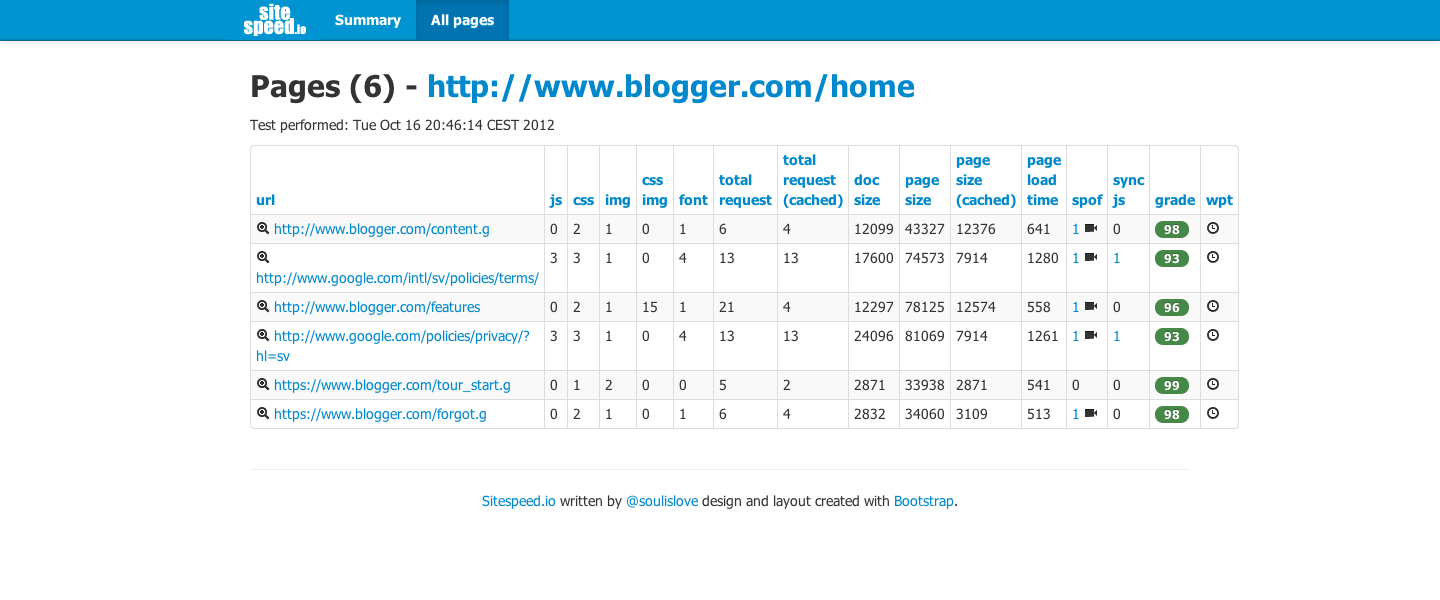 site
speed.io
Summary All pages
Pages (6) - http://www.blogger.com/home
Test performed: Tue Oct 16 20:46:14 CEST 2012
url js css img css img font total request total request (cached) doc size page size page size (cached) page load time spof sync js grade wpt
http://www.blogger.com/content.g 0 2 1 0 1 6 4 12099 43327 12376 641 1 0 98
http://www.google.com/intl/sv/policies/terms/ 3 3 1 0 4 13 13 17600 74573 7914 1280 1 1 93
http://www.blogger.com/features 0 2 1 15 1 21 4 12297 78125 12574 558 1 0 96
http://www.google.com/policies/privacy/?hl=sv 3 3 1 0 4 13 13 24096 81069 7914 1261 1 1 93
https://www.blogger.com/tour_start.g 0 1 2 0 0 5 2 2871 33938 2871 541 0 0 99
https://www.blogger.com/forgot.g 0 2 1 0 1 6 4 2832 34060 3109 513 1 0 98
Sitespeed.io written by @soulislove design and layout created with Bootstrap.